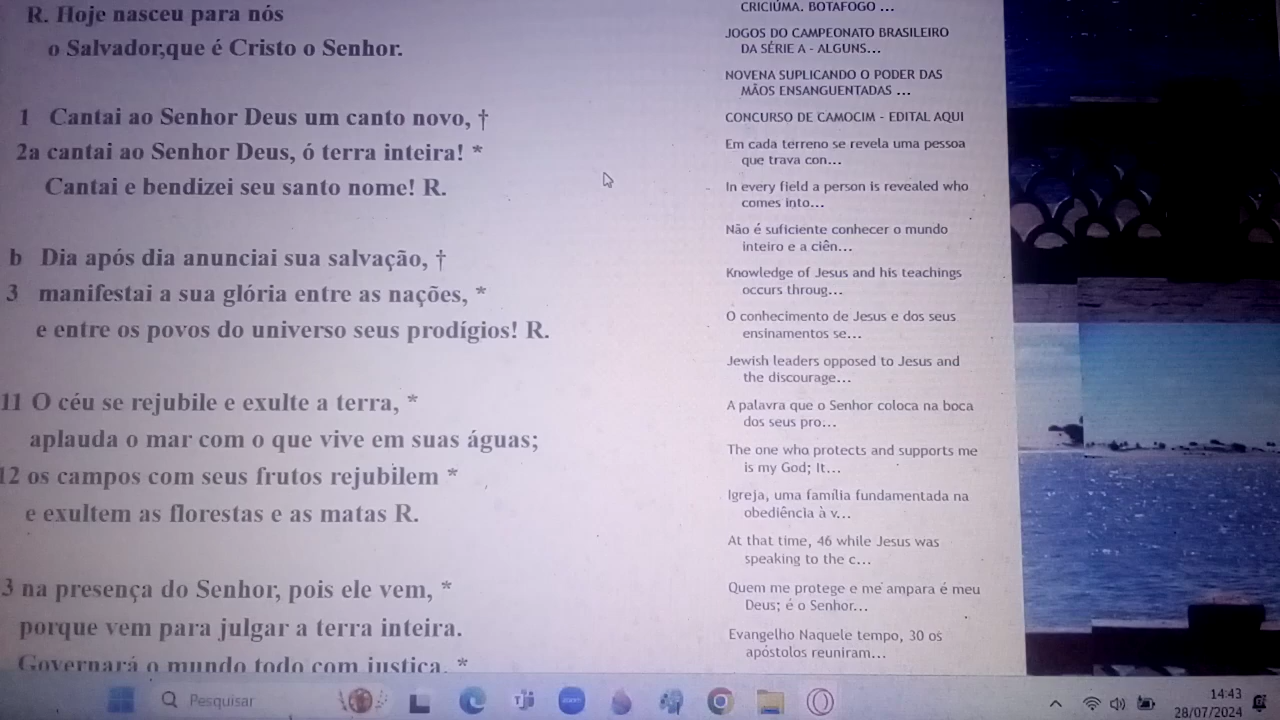 R. Hoje nasceu para nós
o Salvador,que é Cristo o Senhor.
1 Cantai ao Senhor Deus um canto novo, †
2a cantai ao Senhor Deus, ó terra inteira! *
Cantai e bendizei seu santo nome! R.
b Dia após dia anunciai sua salvação, †
3 manifestai a sua glória entre as nações, *
e entre os povos do universo seus prodígios! R.
11 O céu se rejubile e exulte a terra, *
aplauda o mar com o que vive em suas águas;
12 os campos com seus frutos rejubilem *
e exultem as florestas e as matas R.
3 na presença do Senhor, pois ele vem, *
porque vem para julgar a terra inteira.
Governará o mundo todo com justiça, *
CRICIÚMA. BOTAFOGO ...
JOGOS DO CAMPEONATO BRASILEIRO
DA SÉRIE A - ALGUNS...
NOVENA SUPLICANDO O PODER DAS
MÃOS ENSANGUENTADAS ...
CONCURSO DE CAMOCIM - EDITAL AQUI
Em cada terreno se revela uma pessoa
que trava con...
In every field a person is revealed who
comes into...
Não é suficiente conhecer o mundo
inteiro e a ciên...
Knowledge of Jesus and his teachings
occurs throug...
O conhecimento de Jesus e dos seus
ensinamentos se...
Jewish leaders opposed to Jesus and
the discourage...
A palavra que o Senhor coloca na boca
dos seus pro...
The one who protects and supports me
is my God; It...
Igreja, uma família fundamentada na
obediência à v...
At that time, 46 while Jesus was
speaking to the c...
Quem me protege e me ampara é meu
Deus; é o Senhor...
Evangelho Naquele tempo, 30 os
apóstolos reuniram...
Pesquisar
14:43
28/07/2024